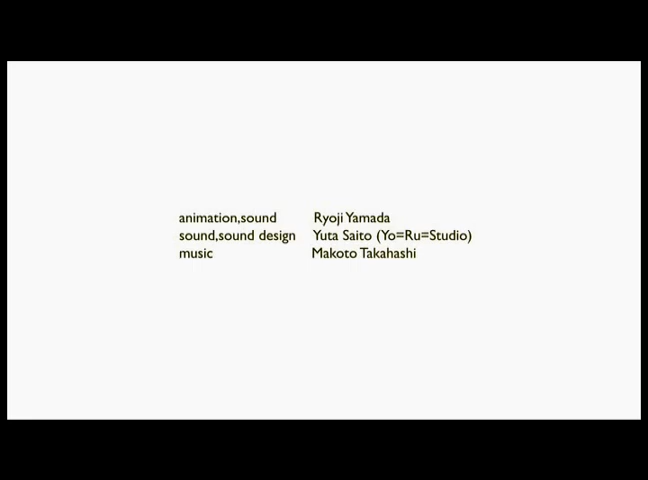 animation,sound Ryoji Yamada
sound,sound design Yuta Saito (Yo=Ru=Studio)
music Makoto Takahashi